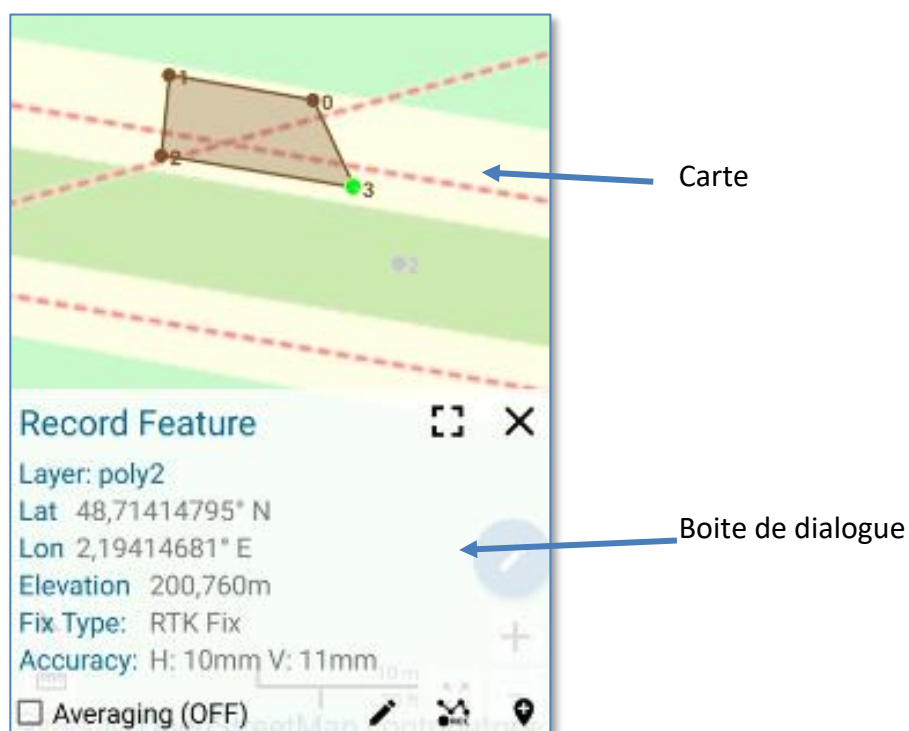 1
0
2
3
Carte
2
Record Feature
Layer: poly2
Lat 48,71414795° N
Lon 2,19414681° E
Boite de dialogue
Elevation 200,760m
Fix Type: RTK Fix
Accuracy: H: 10mm V: 11mm
10 m
Averaging (OFF)